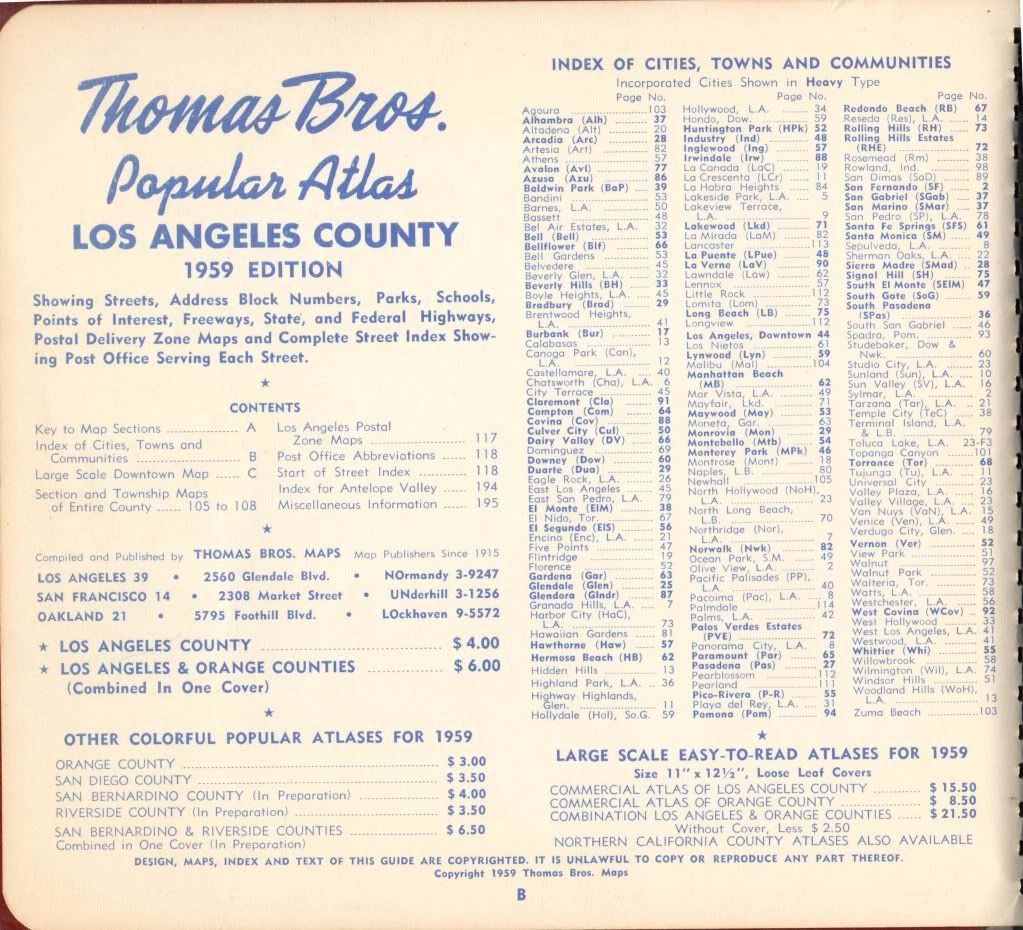 Thomas Bros.
Popular Atlas
LOS ANGELES COUNTY
1959 EDITION
Showing Streets, Address Block Numbers, Parks, Schools,
Points of Interest, Freeways, State, and Federal Highways,
Postal Delivery Zone Maps and Complete Street Index Show-
ing Post Office Serving Each Street.
★
CONTENTS
Key to Map Sections ............ A
Index of Cities, Towns and
Communities ............ B
Large Scale Downtown Map ...... C
Section and Township Maps
of Entire County ...... 105 to 108
Los Angeles Postal
Zone Maps ............ 117
Post Office Abbreviations ..... 118
Start of Street Index ..... 118
Index for Antelope Valley ..... 194
Miscellaneous Information ..... 195
★
Compiled and Published by THOMAS BROS. MAPS Map Publishers Since 1915
LOS ANGELES 39 • 2560 Glendale Blvd. • NOrmandy 3-9247
SAN FRANCISCO 14 • 2308 Market Street • UNderhill 3-1256
OAKLAND 21 • 5795 Foothill Blvd. • LOckhaven 9-5572
★ LOS ANGELES COUNTY ............ $ 4.00
★ LOS ANGELES & ORANGE COUNTIES ............ $ 6.00
(Combined In One Cover)
★
OTHER COLORFUL POPULAR ATLASES FOR 1959
ORANGE COUNTY ............ $ 3.00
SAN DIEGO COUNTY ............ $ 3.50
SAN BERNARDINO COUNTY (In Preparation) ............ $ 4.00
RIVERSIDE COUNTY (In Preparation) ............ $ 3.50
SAN BERNARDINO & RIVERSIDE COUNTIES ............ $ 6.50
Combined in One Cover (In Preparation)
INDEX OF CITIES, TOWNS AND COMMUNITIES
Incorporated Cities Shown in Heavy Type
Page No.
Agoura ......103
Alhambra (Alh) ...... 37
Altadena (Alt) ...... 20
Arcadia (Arc) ...... 28
Artesia (Art) ...... 82
Athens ...... 57
Avalon (Avl) ...... 77
Azusa (Azu) ...... 86
Baldwin Park (BaP) .... 39
Bandini ...... 53
Barnes, L.A. ...... 50
Bassett ...... 48
Bel Air Estates, L.A. .. 32
Bell (Bell) ...... 53
Bellflower (Blf) ...... 66
Bell Gardens ...... 53
Belvedere ...... 45
Beverly Glen, L.A. .... 32
Beverly Hills (BH) .... 33
Boyle Heights, L.A. .... 45
Bradbury (Brad) ...... 29
Brentwood Heights,
L.A. ...... 41
Burbank (Bur) ...... 17
Calabasas ...... 13
Canoga Park (Can),
L.A. ...... 12
Castellamare, L.A. .... 40
Chatsworth (Cha), L.A. 6
City Terrace ...... 45
Claremont (Cla) ...... 91
Compton (Com) ...... 64
Covina (Cov) ...... 88
Culver City (Cul) ...... 50
Dairy Valley (DV) ...... 66
Dominguez ...... 69
Downey (Dow) ...... 60
Duarte (Dua) ...... 29
Eagle Rock, L.A. ...... 26
East Los Angeles ...... 45
East San Pedro, L.A. .. 79
El Monte (ElM) ...... 38
El Nido, Tor. ...... 67
El Segundo (ElS) ...... 56
Encino (Enc), L.A. ...... 21
Five Points ...... 47
Flintridge ...... 19
Florence ...... 52
Gardena (Gar) ...... 63
Glendale (Glen) ...... 25
Glendora (Glndr) ...... 87
Granada Hills, L.A. .... 7
Harbor City (HaC),
L.A. ...... 73
Hawaiian Gardens .... 81
Hawthorne (Haw) ...... 57
Hermosa Beach (HB) 62
Hidden Hills ...... 13
Highland Park, L.A. .. 36
Highway Highlands,
Glen. ...... 11
Hollydale (Hol), So.G. 59
Page No.
Hollywood, L.A. ...... 34
Hondo, Dow. ...... 59
Huntington Park (HPk) 52
Industry (Ind) ...... 48
Inglewood (Ing) ...... 57
Irwindale (Irw) ...... 88
La Canada (LaC) ...... 19
La Crescenta (LCr) .... 11
La Habra Heights ...... 84
Lakeside Park, L.A. .... 5
Lakeview Terrace,
L.A. ...... 9
Lakewood (Lkd) ...... 71
La Mirada (LaM) ...... 82
Lancaster ......113
La Puente (LPue) ...... 48
La Verne (LaV) ...... 90
Lawndale (Law) ...... 62
Lennox ...... 57
Little Rock ......112
Lomita (Lom) ...... 73
Long Beach (LB) ...... 75
Longview ......112
Los Angeles, Downtown 44
Los Nietos ...... 61
Lynwood (Lyn) ...... 59
Malibu (Mal) ......104
Manhattan Beach
(MB) ...... 62
Mar Vista, L.A. ...... 49
Mayfair, Lkd. ...... 71
Maywood (May) ...... 53
Moneta, Gar. ...... 63
Monrovia (Mon) ...... 29
Montebello (Mtb) ...... 54
Monterey Park (MPk) 46
Montrose (Mont) ...... 18
Naples, L.B. ...... 80
Newhall ......105
North Hollywood (NoH),
L.A. ...... 23
North Long Beach,
L.B. ...... 70
Northridge (Nor),
L.A. ...... 7
Norwalk (Nwk) ...... 82
Ocean Park, S.M. ...... 49
Olive View, L.A. ...... 2
Pacific Palisades (PP),
L.A. ...... 40
Pacoima (Pac), L.A. .... 8
Palmdale ......114
Palms, L.A. ...... 42
Palos Verdes Estates
(PVE) ...... 72
Panorama City, L.A. .. 8
Paramount (Par) ...... 65
Pasadena (Pas) ...... 27
Pearblossom ......112
Pearland ......111
Pico-Rivera (P-R) ...... 55
Playa del Rey, L.A. .... 31
Pomona (Pom) ...... 94
Page No.
Redondo Beach (RB) 67
Reseda (Res), L.A. .... 14
Rolling Hills (RH) ...... 73
Rolling Hills Estates
(RHE) ...... 72
Rosemead (Rm) ...... 38
Rowland, Ind. ...... 98
San Dimas (SaD) ...... 89
San Fernando (SF) .... 2
San Gabriel (SGab) .... 37
San Marino (SMar) .... 37
San Pedro (SP), L.A. 78
Santa Fe Springs (SFS) 61
Santa Monica (SM) .... 49
Sepulveda, L.A. ...... 8
Sherman Oaks, L.A. .... 22
Sierra Madre (SMad) .. 28
Signal Hill (SH) ...... 75
South El Monte (SElM) 47
South Gate (SoG) ...... 59
South Pasadena
(SPas) ...... 36
South San Gabriel .... 46
Spadra, Pom. ...... 93
Studebaker, Dow &
Nwk. ...... 60
Studio City, L.A. ...... 23
Sunland (Sun), L.A. .... 10
Sun Valley (SV), L.A. 16
Sylmar, L.A. ...... 2
Tarzana (Tar), L.A. .. 21
Temple City (TeC) .... 38
Terminal Island, L.A.
& L.B. ...... 79
Toluca Lake, L.A. 23-F3
Topanga Canyon ......101
Torrance (Tor) ...... 68
Tujunga (Tu), L.A. .... 11
Universal City ...... 23
Valley Plaza, L.A. .... 16
Valley Village, L.A. .... 23
Van Nuys (VaN), L.A. 15
Venice (Ven), L.A. .... 49
Verdugo City, Glen. .. 18
Vernon (Ver) ...... 52
View Park ...... 51
Walnut ...... 97
Walnut Park ...... 52
Walteria, Tor. ...... 73
Watts, L.A. ...... 58
Westchester, L.A. ...... 56
West Covina (WCov) .. 92
West Hollywood ...... 33
West Los Angeles, L.A. 41
Westwood, L.A. ...... 41
Whittier (Whi) ...... 55
Willowbrook ...... 58
Wilmington (Wil), L.A. 74
Windsor Hills ...... 51
Woodland Hills (WoH),
L.A. ...... 13
Zuma Beach ......103
★
LARGE SCALE EASY-TO-READ ATLASES FOR 1959
Size 11" x 12½", Loose Leaf Covers
COMMERCIAL ATLAS OF LOS ANGELES COUNTY ...... $ 15.50
COMMERCIAL ATLAS OF ORANGE COUNTY ...... $ 8.50
COMBINATION LOS ANGELES & ORANGE COUNTIES ...... $ 21.50
Without Cover, Less $ 2.50
NORTHERN CALIFORNIA COUNTY ATLASES ALSO AVAILABLE
DESIGN, MAPS, INDEX AND TEXT OF THIS GUIDE ARE COPYRIGHTED. IT IS UNLAWFUL TO COPY OR REPRODUCE ANY PART THEREOF.
Copyright 1959 Thomas Bros. Maps
B